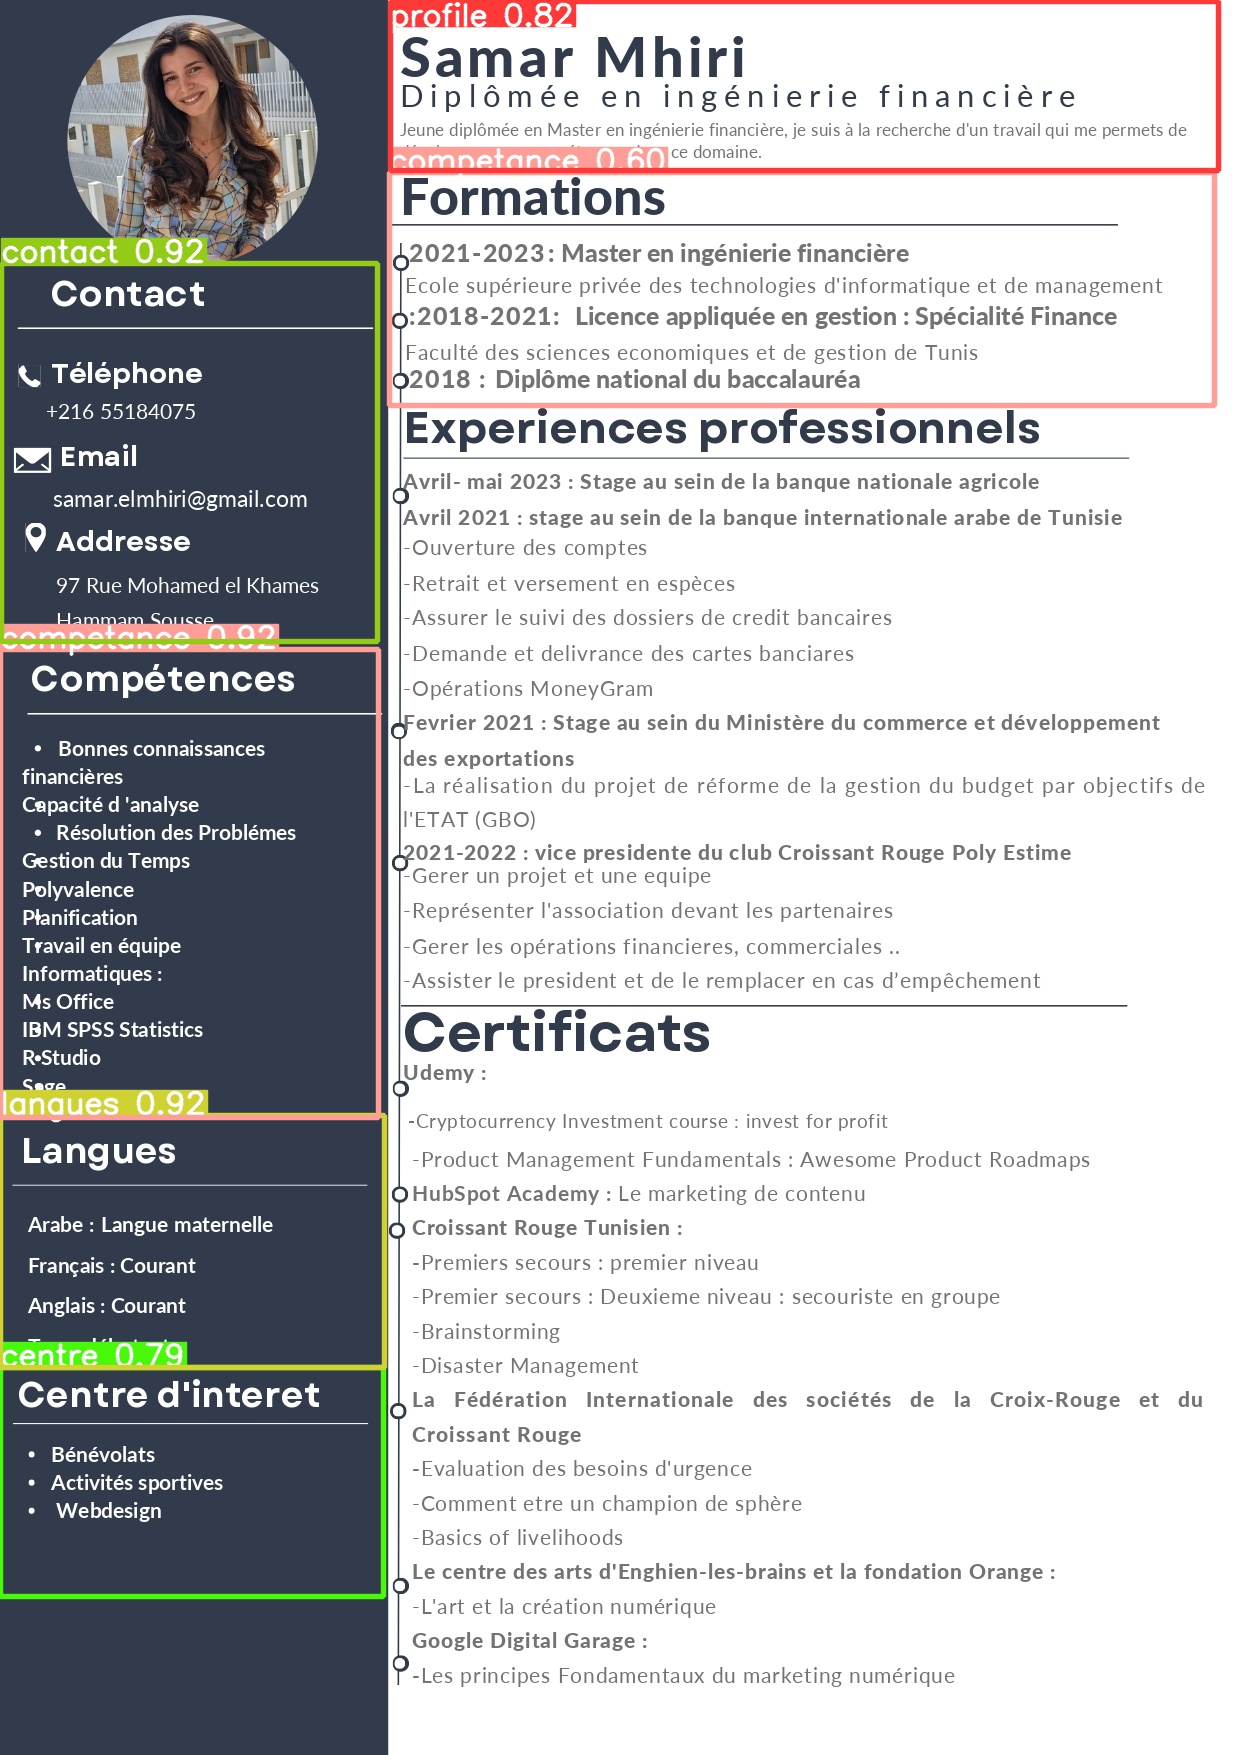 contact 0.92
Contact
Téléphone
+216 55184075
Email
samar.elmhiri@gmail.com
Addresse
97 Rue Mohamed el Khames
Hammam Sousse
competance 0.92
Compétences
• Bonnes connaissances
financières
Capacité d 'analyse
• Résolution des Problémes
Gestion du Temps
Polyvalence
Planification
Travail en équipe
Informatiques :
Ms Office
IBM SPSS Statistics
R Studio
Sage
langues 0.92
Langues
Arabe : Langue maternelle
Français : Courant
Anglais : Courant
centre 0.79
Centre d'interet
• Bénévolats
• Activités sportives
• Webdesign
profile 0.82
Samar Mhiri
Diplômée en ingénierie financière
Jeune diplômée en Master en ingénierie financière, je suis à la recherche d'un travail qui me permets de
ce domaine.
competance 0.60
Formations
2021-2023: Master en ingénierie financière
Ecole supérieure privée des technologies d'informatique et de management
:2018-2021: Licence appliquée en gestion : Spécialité Finance
Faculté des sciences economiques et de gestion de Tunis
2018 : Diplôme national du baccalauréa
Experiences professionnels
Avril- mai 2023 : Stage au sein de la banque nationale agricole
Avril 2021 : stage au sein de la banque internationale arabe de Tunisie
-Ouverture des comptes
-Retrait et versement en espèces
-Assurer le suivi des dossiers de credit bancaires
-Demande et delivrance des cartes banciares
-Opérations MoneyGram
Fevrier 2021 : Stage au sein du Ministère du commerce et développement
des exportations
-La réalisation du projet de réforme de la gestion du budget par objectifs de
l'ETAT (GBO)
2021-2022 : vice presidente du club Croissant Rouge Poly Estime
-Gerer un projet et une equipe
-Représenter l'association devant les partenaires
-Gerer les opérations financieres, commerciales ..
-Assister le president et de le remplacer en cas d’empêchement
Certificats
Udemy :
-Cryptocurrency Investment course : invest for profit
-Product Management Fundamentals : Awesome Product Roadmaps
HubSpot Academy : Le marketing de contenu
Croissant Rouge Tunisien :
-Premiers secours : premier niveau
-Premier secours : Deuxieme niveau : secouriste en groupe
-Brainstorming
-Disaster Management
La Fédération Internationale des sociétés de la Croix-Rouge et du
Croissant Rouge
-Evaluation des besoins d'urgence
-Comment etre un champion de sphère
-Basics of livelihoods
Le centre des arts d'Enghien-les-brains et la fondation Orange :
-L'art et la création numérique
Google Digital Garage :
-Les principes Fondamentaux du marketing numérique